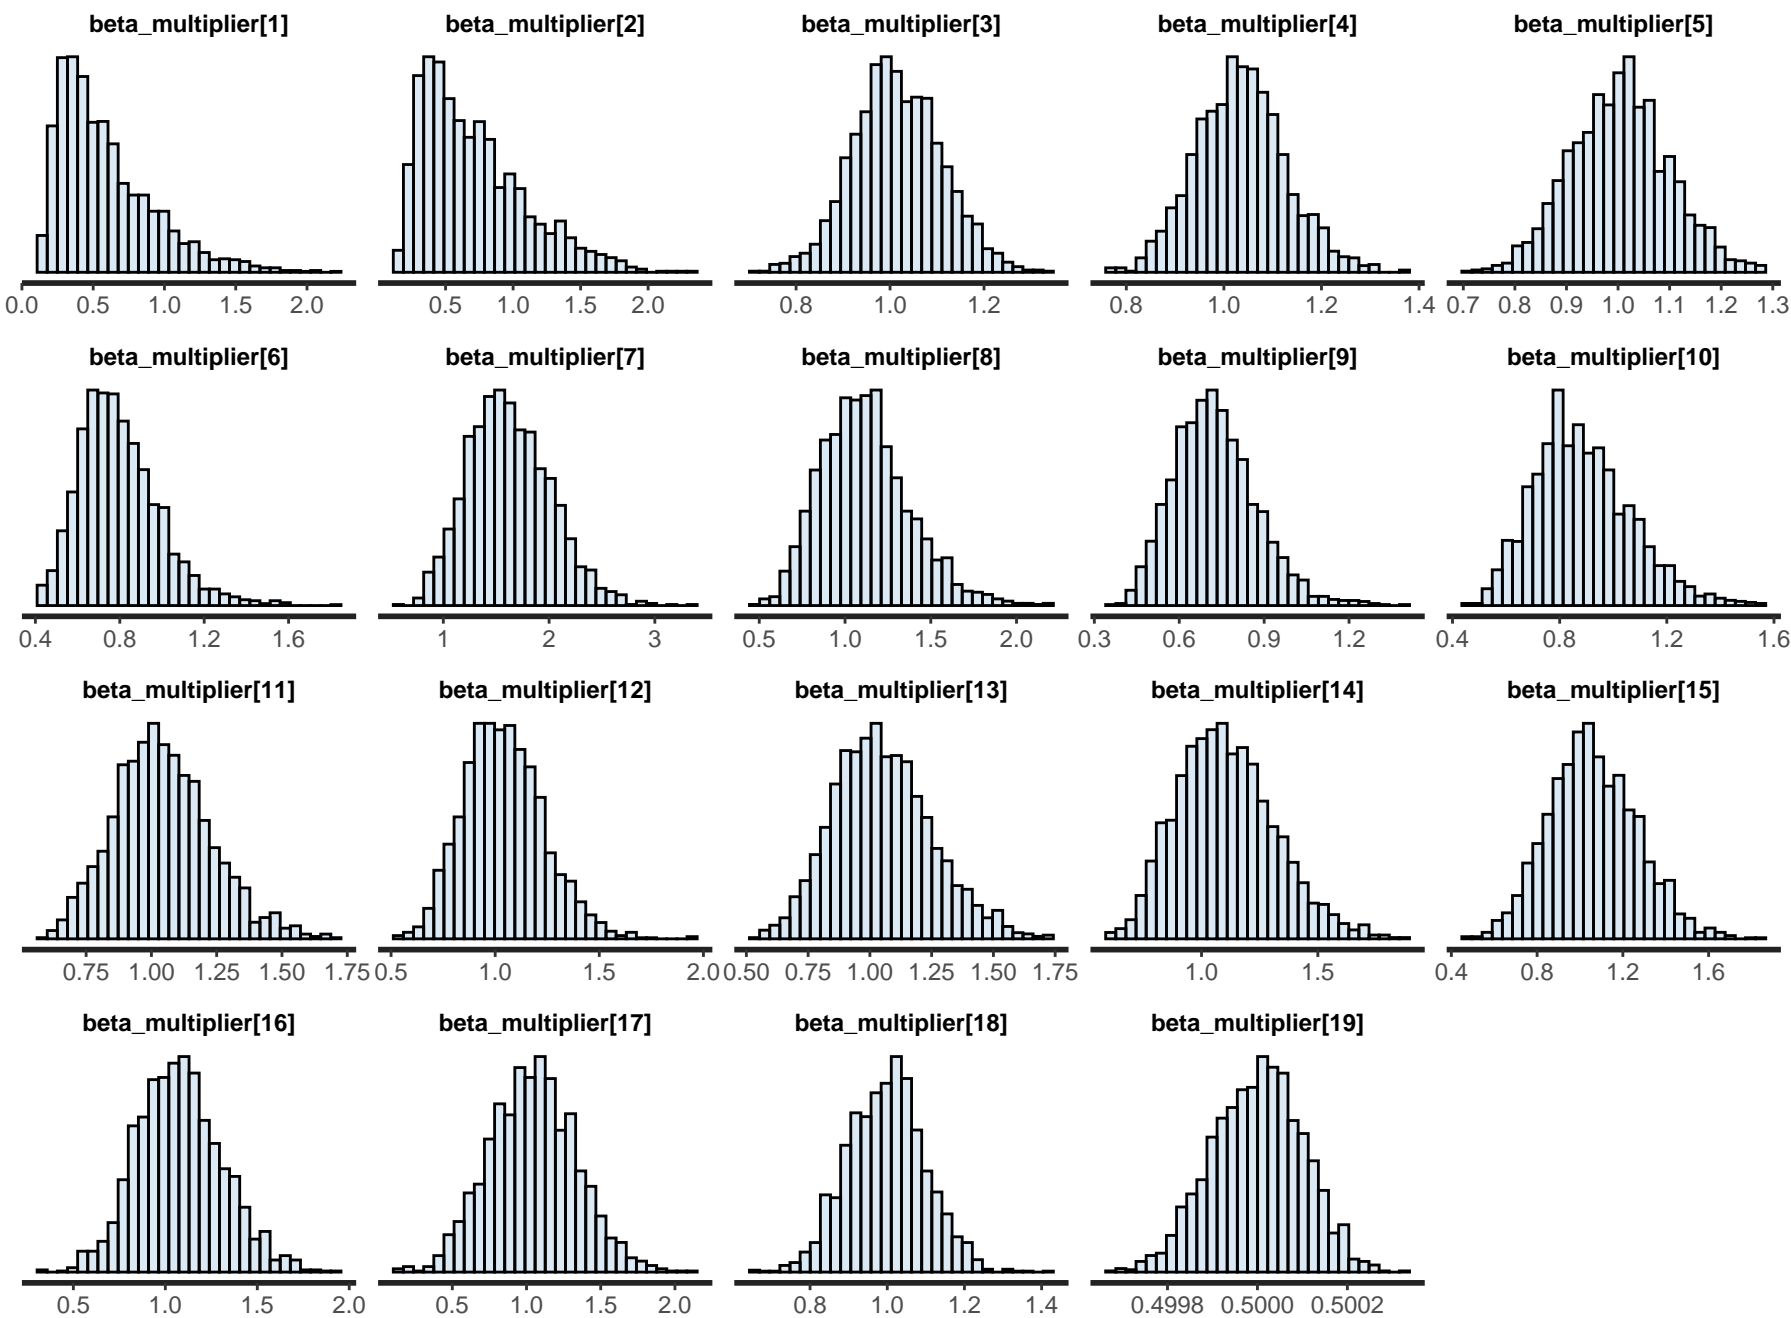 beta_multiplier[1] beta_multiplier[2] beta_multiplier[3] beta_multiplier[4] beta_multiplier[5]
0.0 0.5 1.0 1.5 2.0 0.5 1.0 1.5 2.0 0.8 1.0 1.2 0.8 1.0 1.2 1.4 0.7 0.8 0.9 1.0 1.1 1.2 1.3
beta_multiplier[6] beta_multiplier[7] beta_multiplier[8] beta_multiplier[9] beta_multiplier[10]
0.4 0.8 1.2 1.6 1 2 3 0.5 1.0 1.5 2.0 0.3 0.6 0.9 1.2 0.4 0.8 1.2 1.6
beta_multiplier[11] beta_multiplier[12] beta_multiplier[13] beta_multiplier[14] beta_multiplier[15]
0.75 1.00 1.25 1.50 1.75 0.5 1.0 1.5 2.0 0.50 0.75 1.00 1.25 1.50 1.75 1.0 1.5 0.4 0.8 1.2 1.6
beta_multiplier[16] beta_multiplier[17] beta_multiplier[18] beta_multiplier[19]
0.5 1.0 1.5 2.0 0.5 1.0 1.5 2.0 0.8 1.0 1.2 1.4 0.4998 0.5000 0.5002